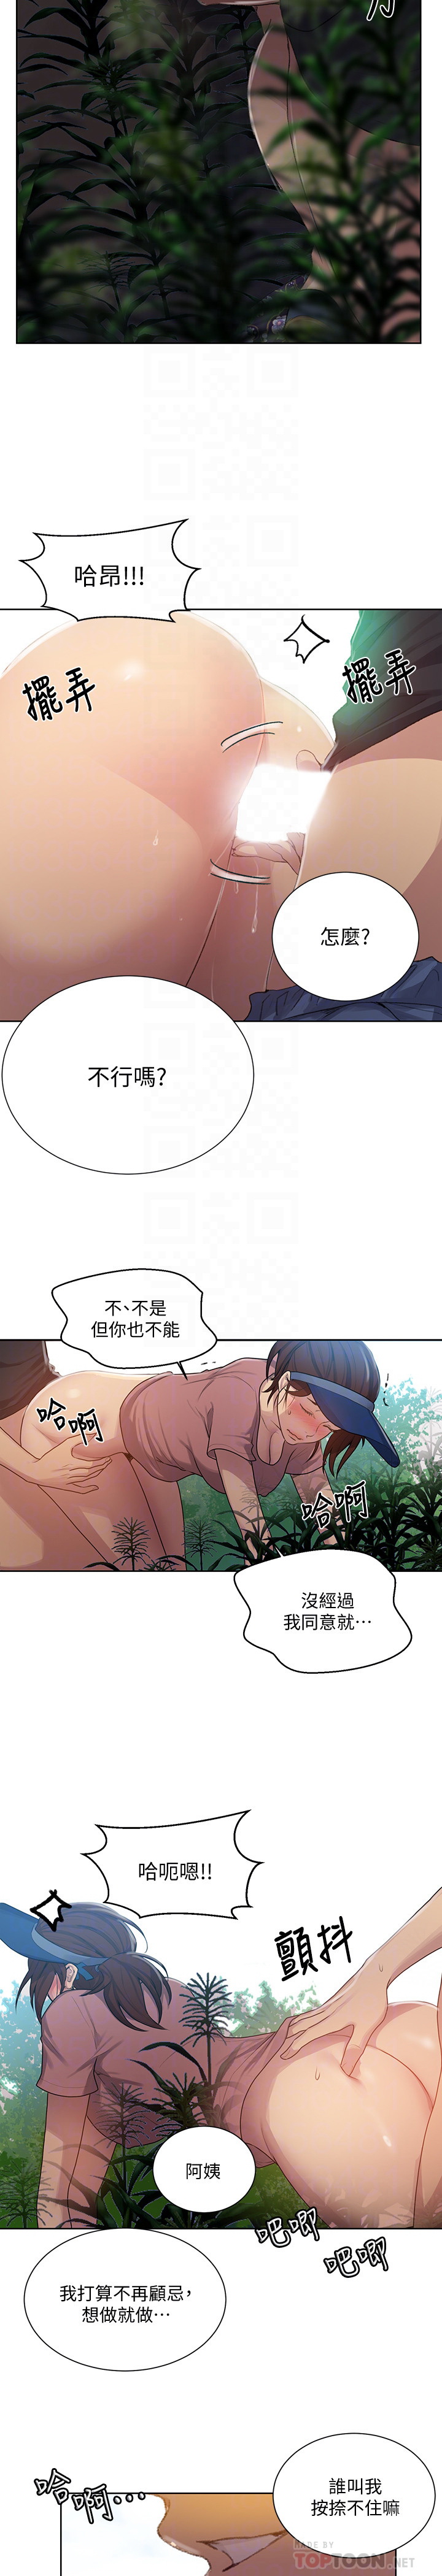 哈昂!!!
擺弄
擺弄
怎麼?
不行嗎?
不、不是
但你也不能
哈啊
哈啊
沒經過
我同意就…
哈呃嗯!!
顫抖
阿姨
吧唧
吧唧
我打算不再顧忌，
想做就做…
哈啊…
誰叫我
按捺不住嘛
MADE BY
TOPTOON.NET